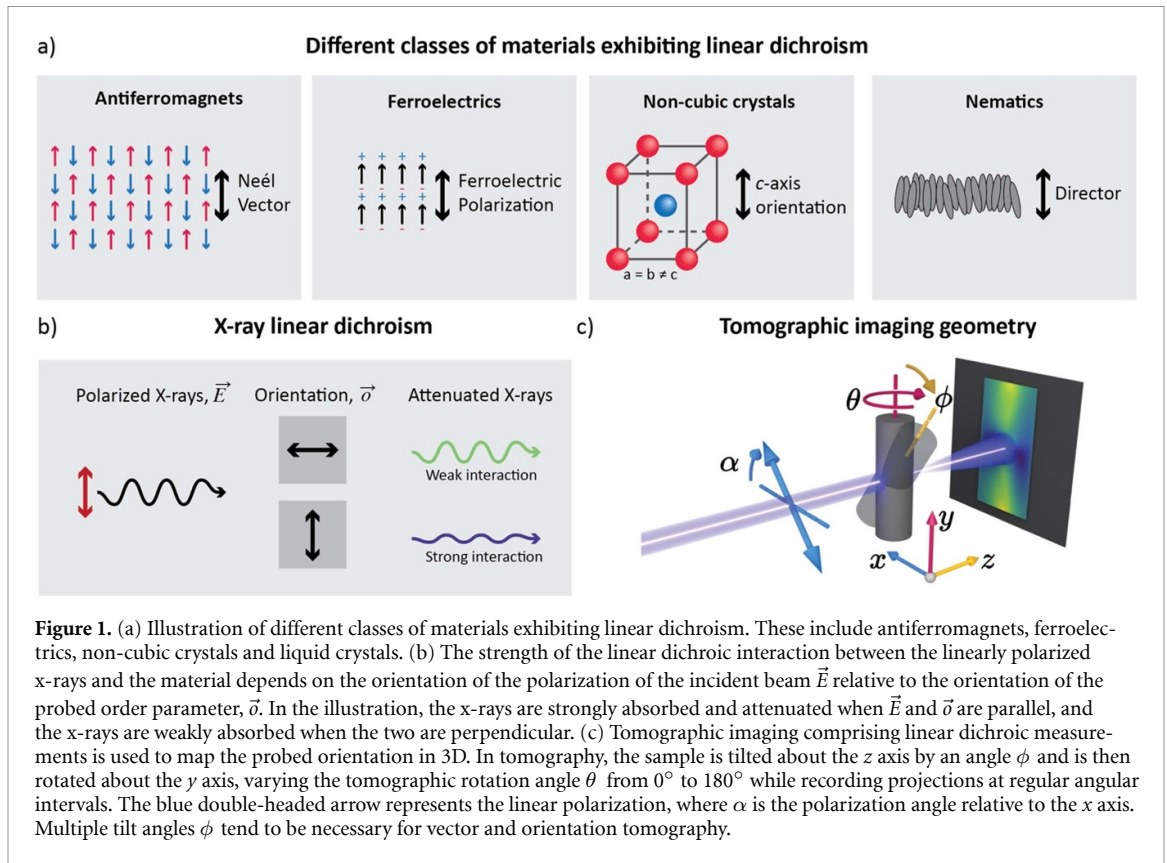 a)
Different classes of materials exhibiting linear dichroism
Antiferromagnets
Neél
Vector
Ferroelectrics
+ + + +
- - - -
+ + + +
- - - -
Ferroelectric
Polarization
Non-cubic crystals
c-axis
orientation
a = b ≠ c
Nematics
Director
b)
X-ray linear dichroism
Polarized X-rays, E⃗
Orientation, o⃗
Attenuated X-rays
Weak interaction
Strong interaction
c)
Tomographic imaging geometry
θ
ϕ
α
y
x
z
Figure 1. (a) Illustration of different classes of materials exhibiting linear dichroism. These include antiferromagnets, ferroelec-
trics, non-cubic crystals and liquid crystals. (b) The strength of the linear dichroic interaction between the linearly polarized
x-rays and the material depends on the orientation of the polarization of the incident beam E⃗ relative to the orientation of the
probed order parameter, o⃗. In the illustration, the x-rays are strongly absorbed and attenuated when E⃗ and o⃗ are parallel, and
the x-rays are weakly absorbed when the two are perpendicular. (c) Tomographic imaging comprising linear dichroic measure-
ments is used to map the probed orientation in 3D. In tomography, the sample is tilted about the z axis by an angle ϕ and is then
rotated about the y axis, varying the tomographic rotation angle θ from 0° to 180° while recording projections at regular angular
intervals. The blue double-headed arrow represents the linear polarization, where α is the polarization angle relative to the x axis.
Multiple tilt angles ϕ tend to be necessary for vector and orientation tomography.